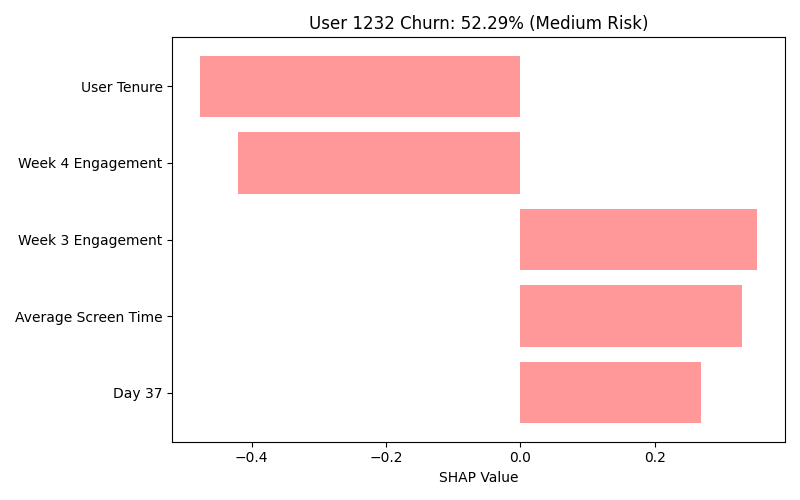 User 1232 Churn: 52.29% (Medium Risk)
User Tenure
Week 4 Engagement
Week 3 Engagement
Average Screen Time
Day 37
−0.4 −0.2 0.0 0.2
SHAP Value